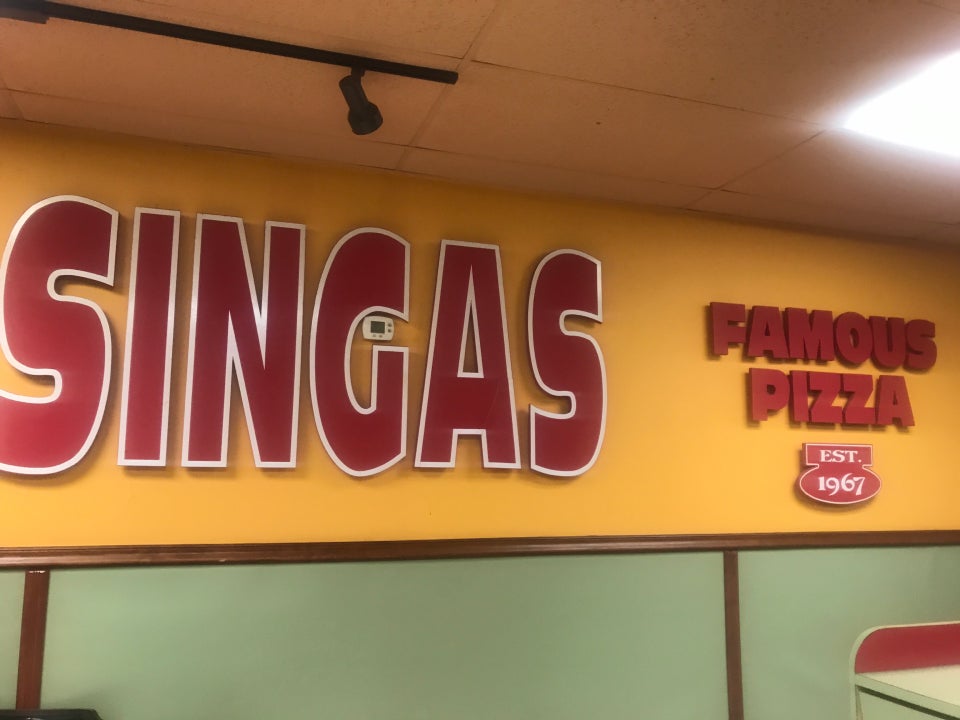 SINGAS
FAMOUS
PIZZA
EST.
1967